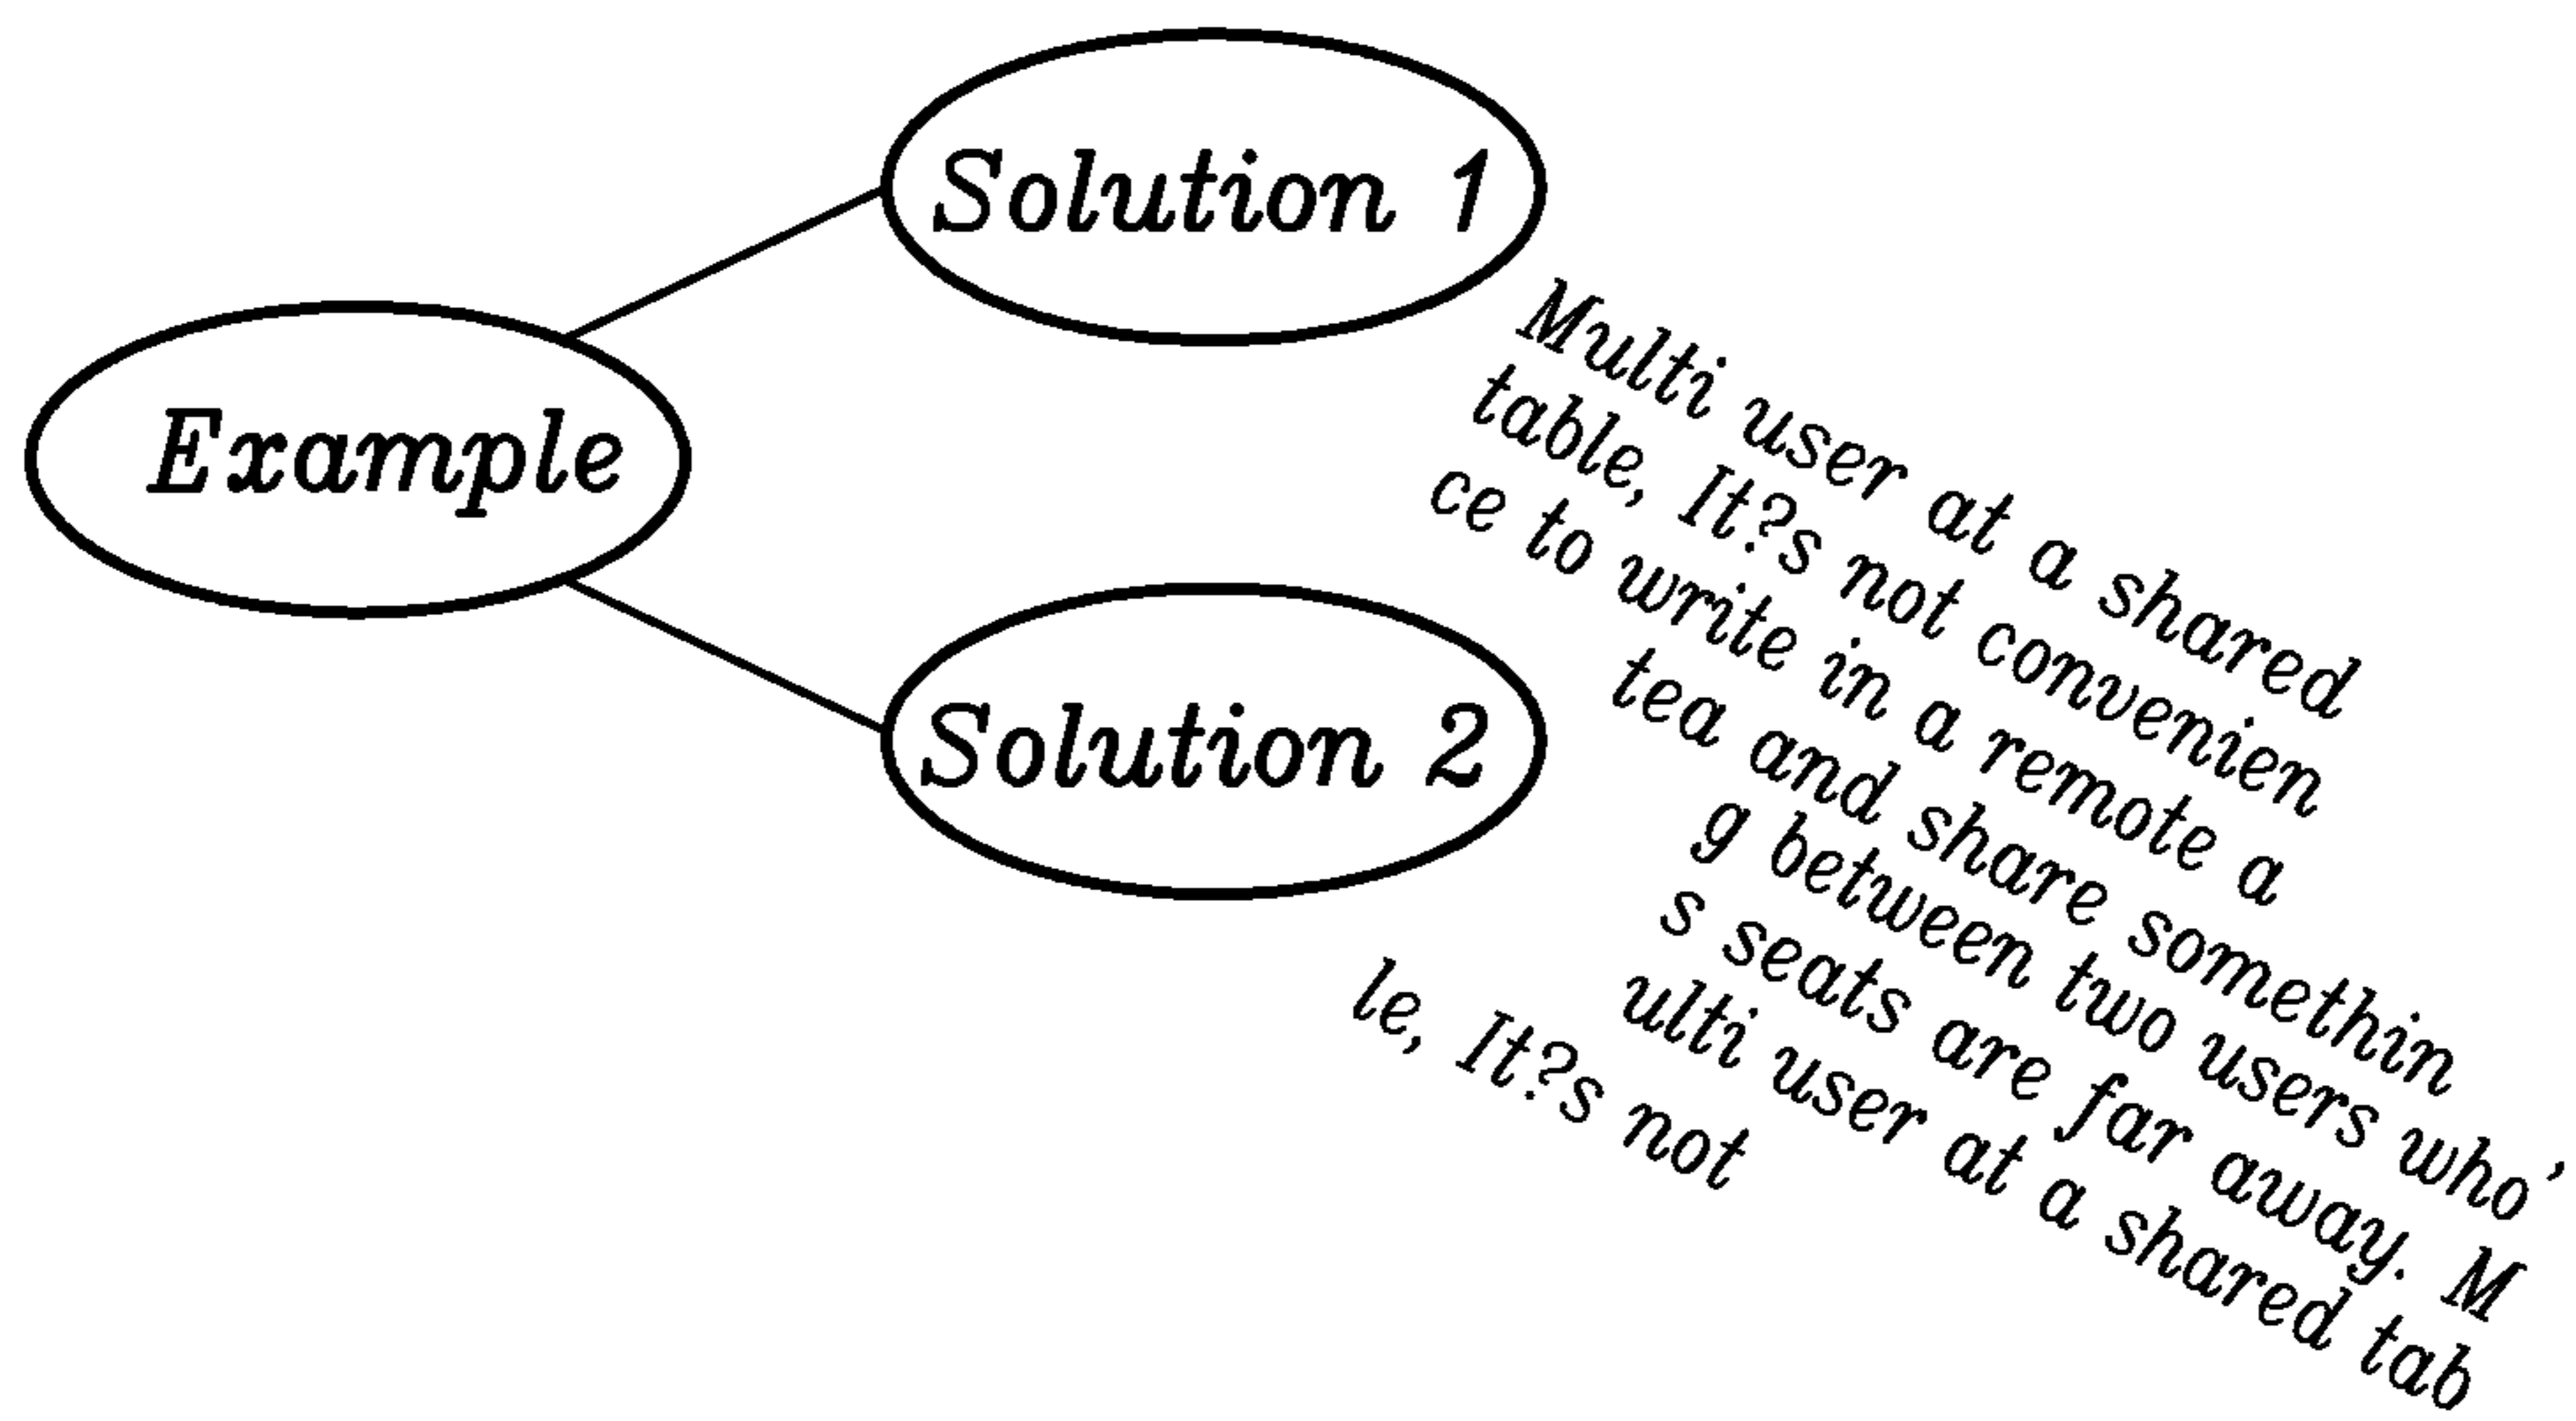 Solution 1
Example
Solution 2
Multi user at a shared
table, It?s not convenien
ce to write in a remote a
tea and share somethin
g between two users who'
s seats are far away. M
ulti user at a shared tab
le, It?s not